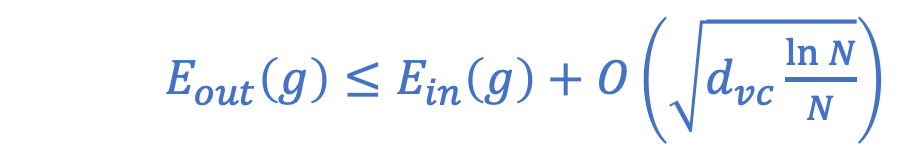 E_out(g) ≤ E_in(g) + O(√(d_vc (ln N)/N))